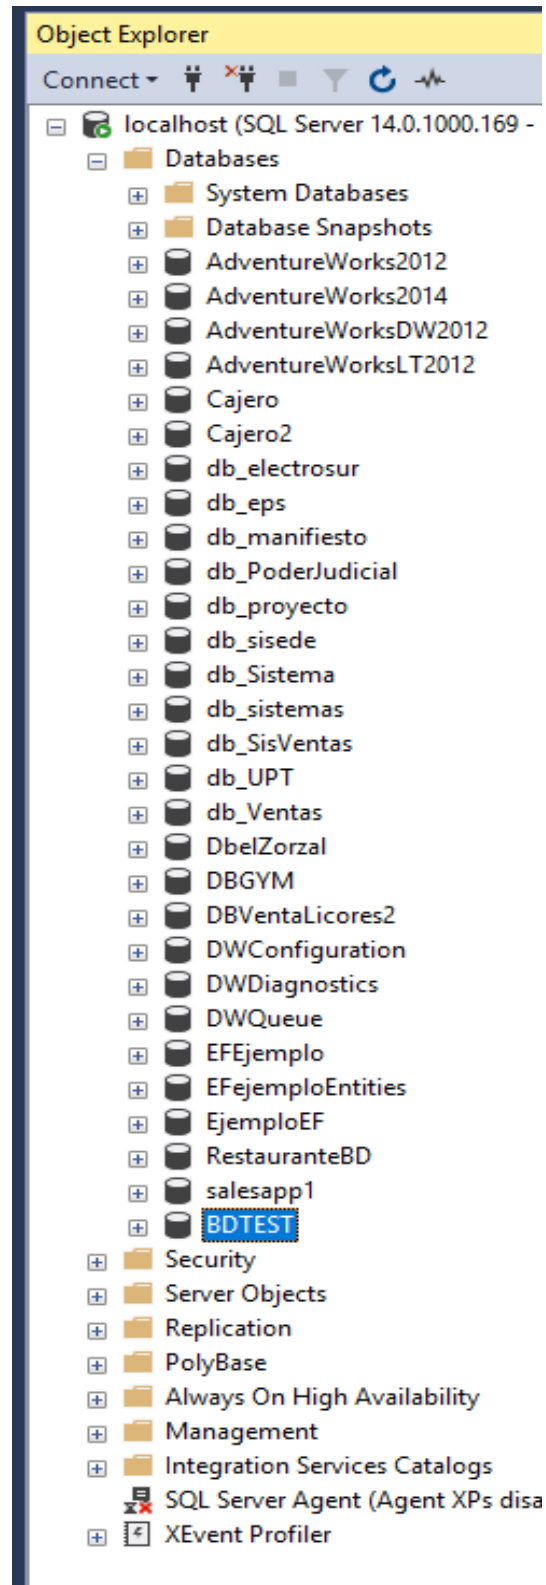 Object Explorer
Connect
localhost (SQL Server 14.0.1000.169 -
Databases
System Databases
Database Snapshots
AdventureWorks2012
AdventureWorks2014
AdventureWorksDW2012
AdventureWorksLT2012
Cajero
Cajero2
db_electrosur
db_eps
db_manifiesto
db_PoderJudicial
db_proyecto
db_sisede
db_Sistema
db_sistemas
db_SisVentas
db_UPT
db_Ventas
DbelZorzal
DBGYM
DBVentaLicores2
DWConfiguration
DWDiagnostics
DWQueue
EFEjemplo
EFejemploEntities
EjemploEF
RestauranteBD
salesapp1
BDTEST
Security
Server Objects
Replication
PolyBase
Always On High Availability
Management
Integration Services Catalogs
SQL Server Agent (Agent XPs disa
XEvent Profiler